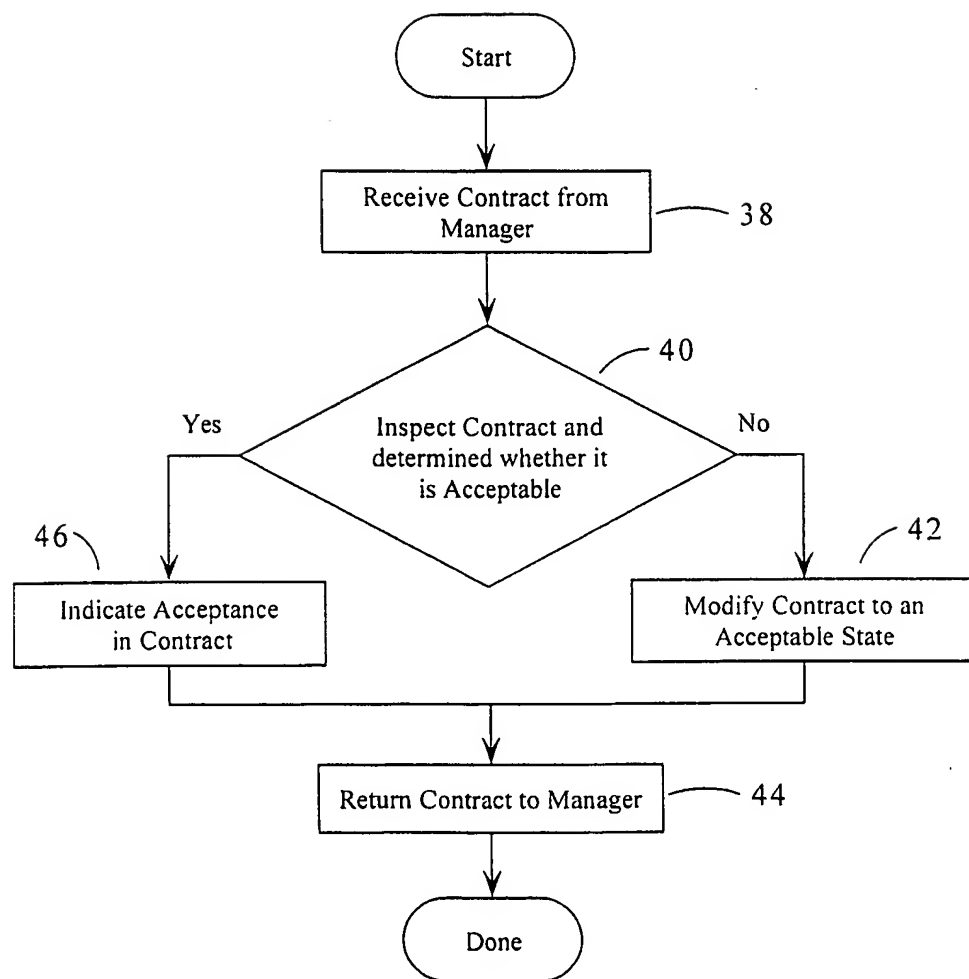 Start
Receive Contract from
Manager
38
40
Yes
Inspect Contract and
determined whether it
is Acceptable
No
46
Indicate Acceptance
in Contract
42
Modify Contract to an
Acceptable State
Return Contract to Manager
44
Done